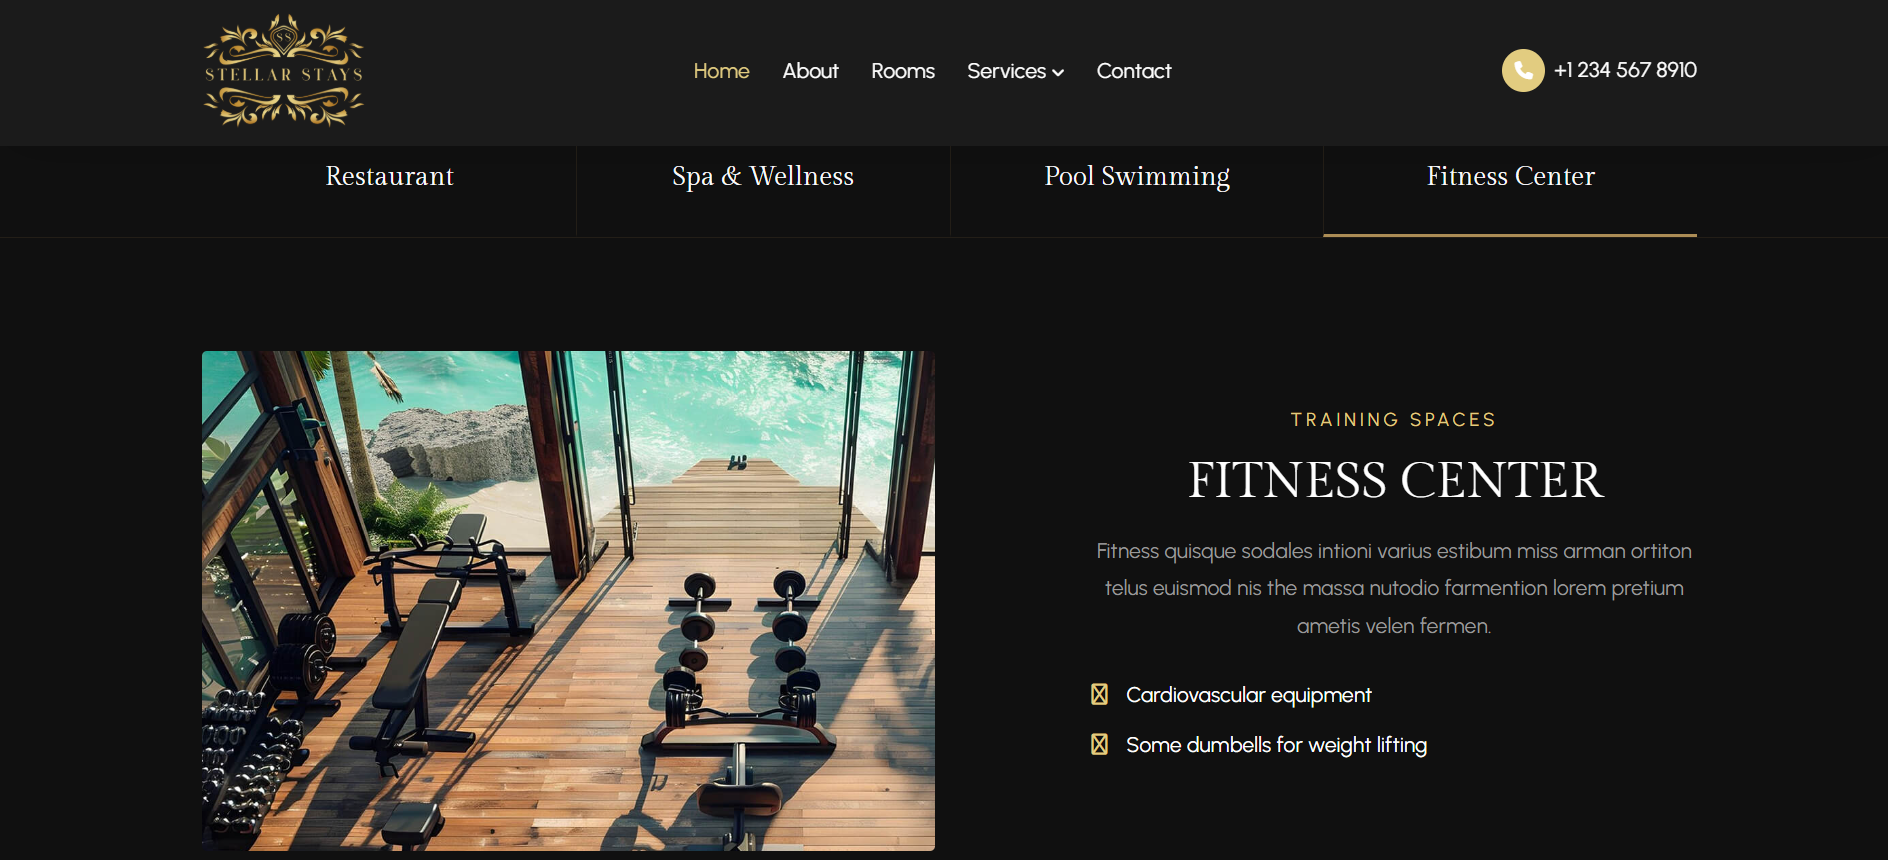 SS
STELLAR STAYS
Home About Rooms Services Contact
+1 234 567 8910
Restaurant Spa & Wellness Pool Swimming Fitness Center
TRAINING SPACES
FITNESS CENTER
Fitness quisque sodales intioni varius estibum miss arman ortiton
telus euismod nis the massa nutodio farmention lorem pretium
ametis velen fermen.
Cardiovascular equipment
Some dumbells for weight lifting